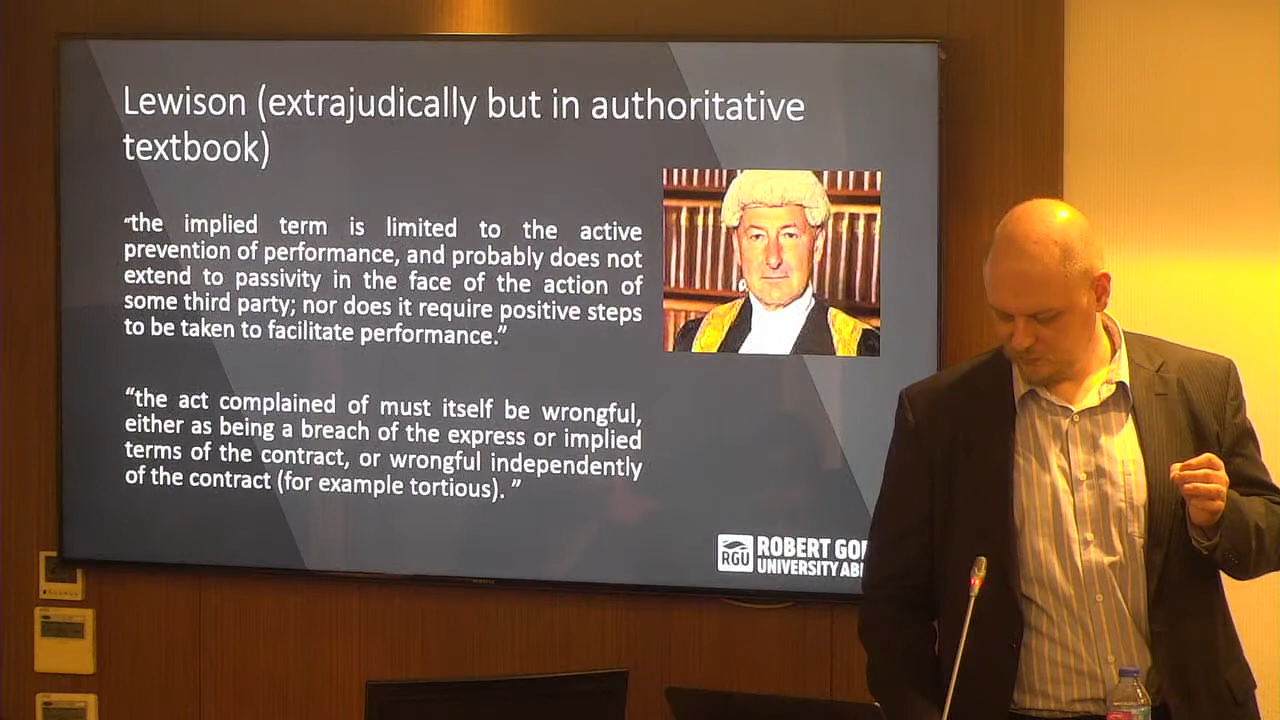 Lewison (extrajudically but in authoritative
textbook)
“the implied term is limited to the active
prevention of performance, and probably does not
extend to passivity in the face of the action of
some third party; nor does it require positive steps
to be taken to facilitate performance.”
“the act complained of must itself be wrongful,
either as being a breach of the express or implied
terms of the contract, or wrongful independently
of the contract (for example tortious). ”
RGU
ROBERT GO
UNIVERSITY AB